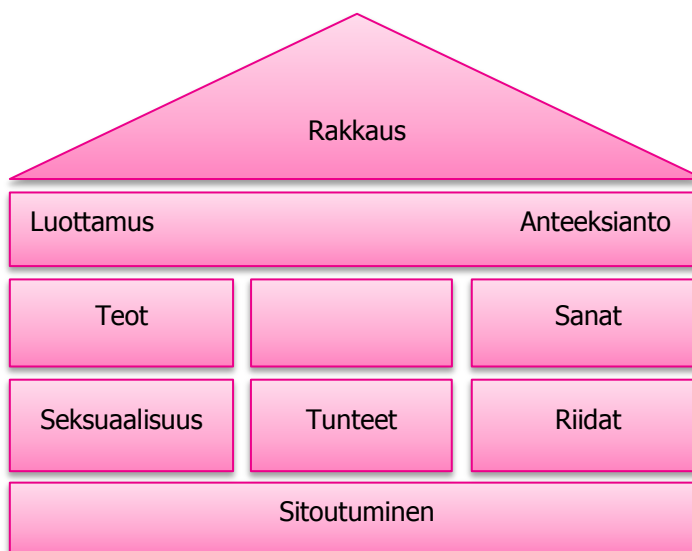 Rakkaus
Luottamus Anteeksianto
Teot Sanat
Seksuaalisuus Tunteet Riidat
Sitoutuminen